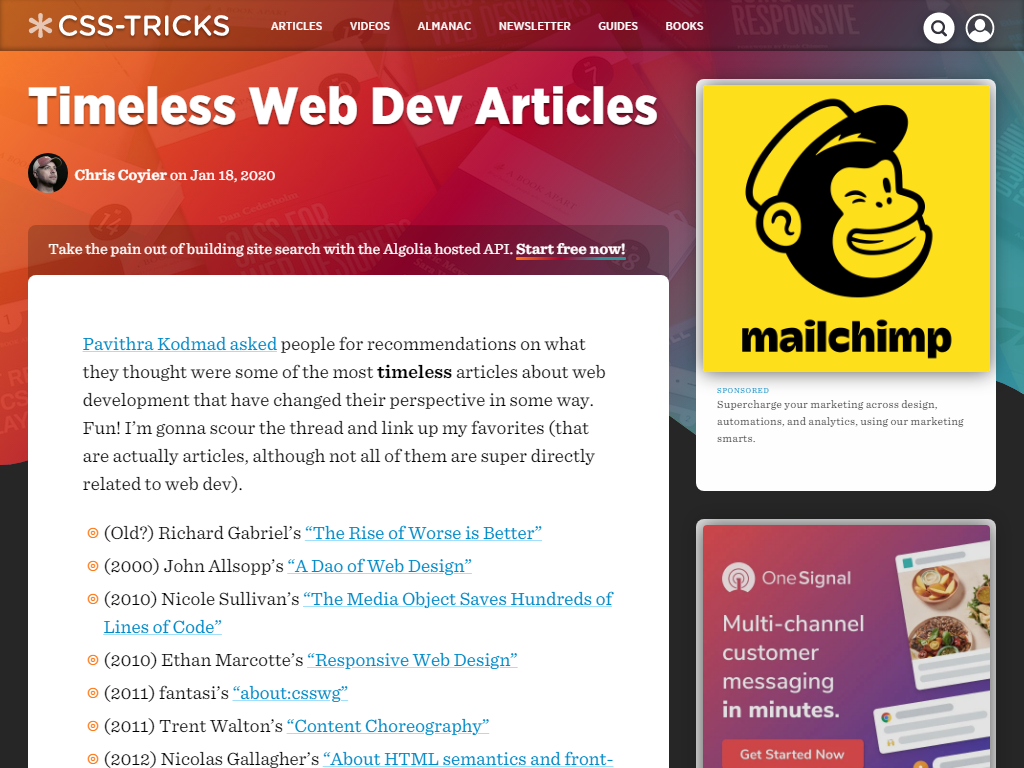 CSS-TRICKS
ARTICLES VIDEOS ALMANAC NEWSLETTER GUIDES BOOKS
Timeless Web Dev Articles
Chris Coyier on Jan 18, 2020
Take the pain out of building site search with the Algolia hosted API. Start free now!
Pavithra Kodmad asked people for recommendations on what
they thought were some of the most timeless articles about web
development that have changed their perspective in some way.
Fun! I’m gonna scour the thread and link up my favorites (that
are actually articles, although not all of them are super directly
related to web dev).
(Old?) Richard Gabriel’s “The Rise of Worse is Better”
(2000) John Allsopp’s “A Dao of Web Design”
(2010) Nicole Sullivan’s “The Media Object Saves Hundreds of
Lines of Code”
(2010) Ethan Marcotte’s “Responsive Web Design”
(2011) fantasi’s “about:csswg”
(2011) Trent Walton’s “Content Choreography”
(2012) Nicolas Gallagher’s “About HTML semantics and front-
mailchimp
SPONSORED
Supercharge your marketing across design,
automations, and analytics, using our marketing
smarts.
OneSignal
Multi-channel
customer
messaging
in minutes.
Get Started Now